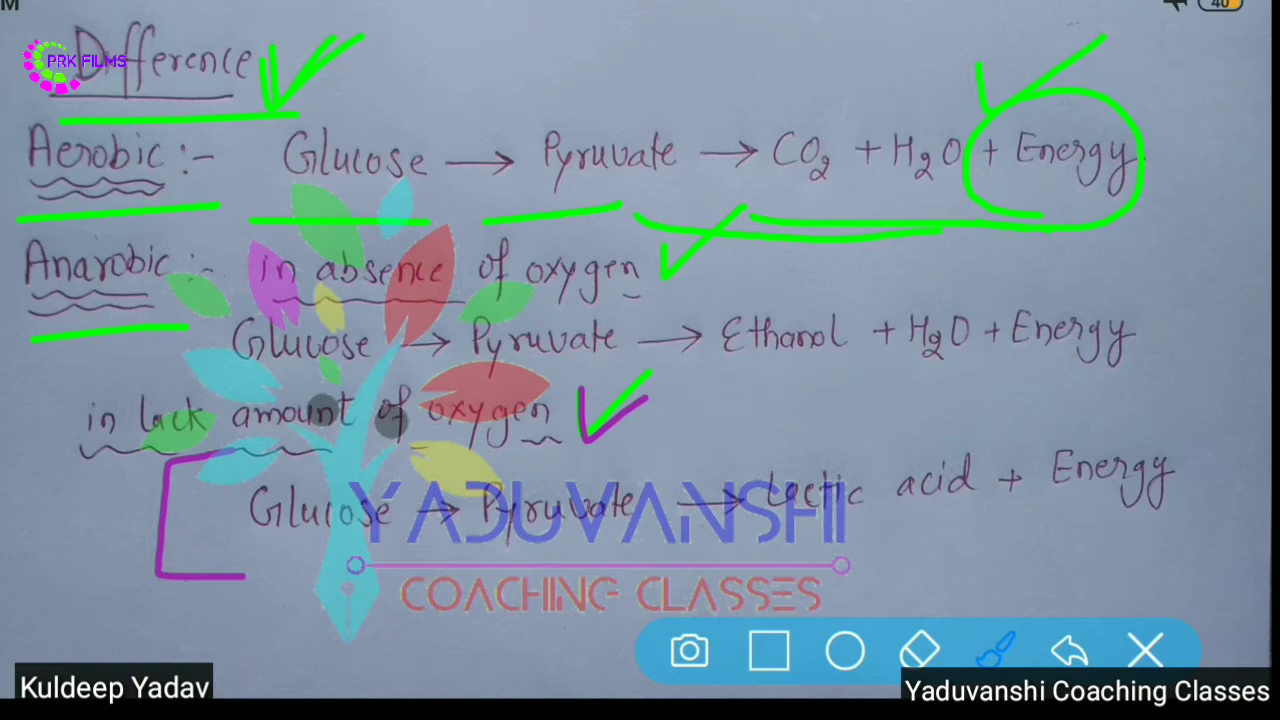 M
40
PRK FILMS
Difference
Aerobic :- Glucose → Pyruvate → CO₂ + H₂O + Energy
Anarobic :- in absence of oxygen
Glucose → Pyruvate → Ethanol + H₂O + Energy
in lack amount of oxygen
Glucose → Pyruvate → Lactic acid + Energy
YADUVANSHI
COACHING CLASSES
Kuldeep Yadav
Yaduvanshi Coaching Classes